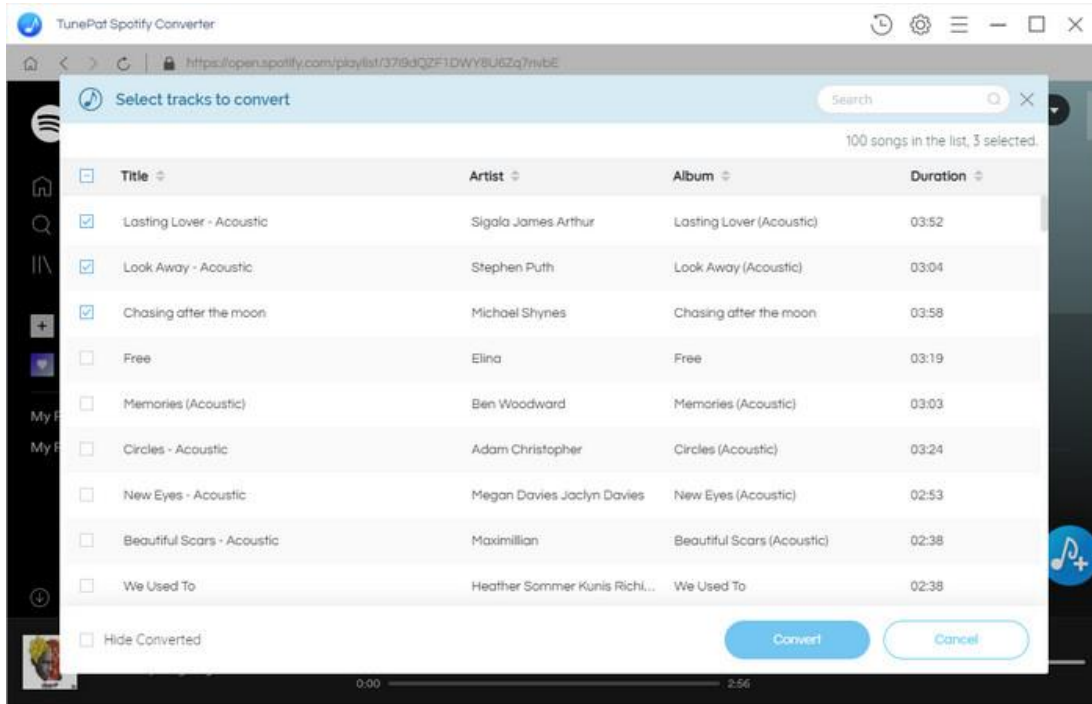 TunePat Spotify Converter
https://open.spotify.com/playlist/37i9dQZF1DWY8U6Zq7nvbE
Select tracks to convert
Search
100 songs in the list, 3 selected.
Title Artist Album Duration
Lasting Lover - Acoustic Sigala James Arthur Lasting Lover (Acoustic) 03:52
Look Away - Acoustic Stephen Puth Look Away (Acoustic) 03:04
Chasing after the moon Michael Shynes Chasing after the moon 03:58
Free Elina Free 03:19
Memories (Acoustic) Ben Woodward Memories (Acoustic) 03:03
My
Circles - Acoustic Adam Christopher Circles (Acoustic) 03:24
My
New Eyes - Acoustic Megan Davies Jaclyn Davies New Eyes (Acoustic) 02:53
Beautiful Scars - Acoustic Maximillian Beautiful Scars (Acoustic) 02:38
We Used To Heather Sommer Kunis Richi... We Used To 02:38
Hide Converted Convert Cancel
0:00 2:56